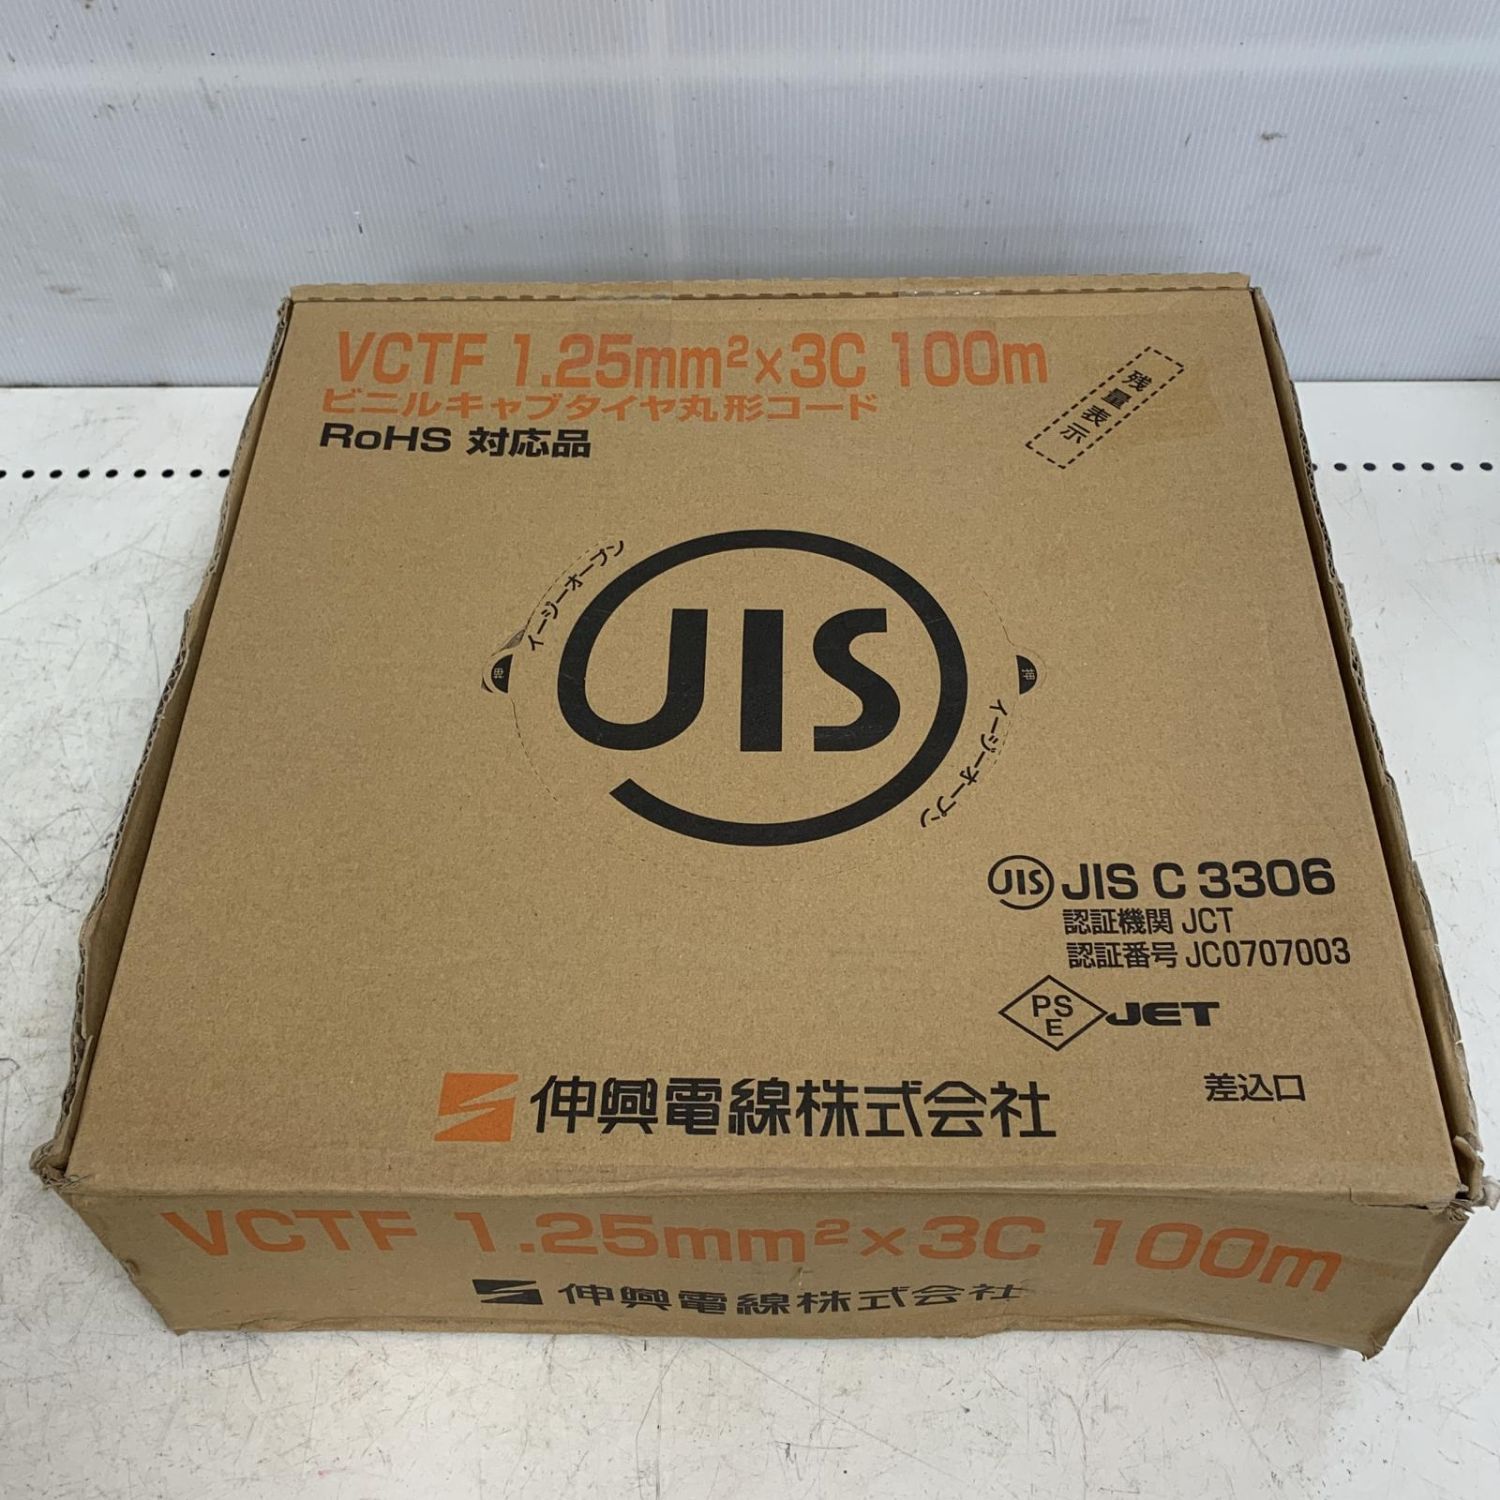 VCTF 1.25mm²×3C 100m
ビニルキャブタイヤ丸形コード
RoHS 対応品
残量表示
イージーオープン
JIS
押
押
イージーオープン
JIS JIS C 3306
認証機関 JCT
認証番号 JC0707003
PS
E
JET
差込口
伸興電線株式会社
VCTF 1.25mm²×3C 100m
伸興電線株式会社